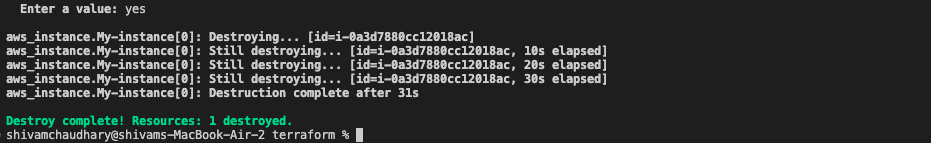 Enter a value: yes
aws_instance.My-instance[0]: Destroying... [id=i-0a3d7880cc12018ac]
aws_instance.My-instance[0]: Still destroying... [id=i-0a3d7880cc12018ac, 10s elapsed]
aws_instance.My-instance[0]: Still destroying... [id=i-0a3d7880cc12018ac, 20s elapsed]
aws_instance.My-instance[0]: Still destroying... [id=i-0a3d7880cc12018ac, 30s elapsed]
aws_instance.My-instance[0]: Destruction complete after 31s
Destroy complete! Resources: 1 destroyed.
shivamchaudhary@shivams-MacBook-Air-2 terraform %